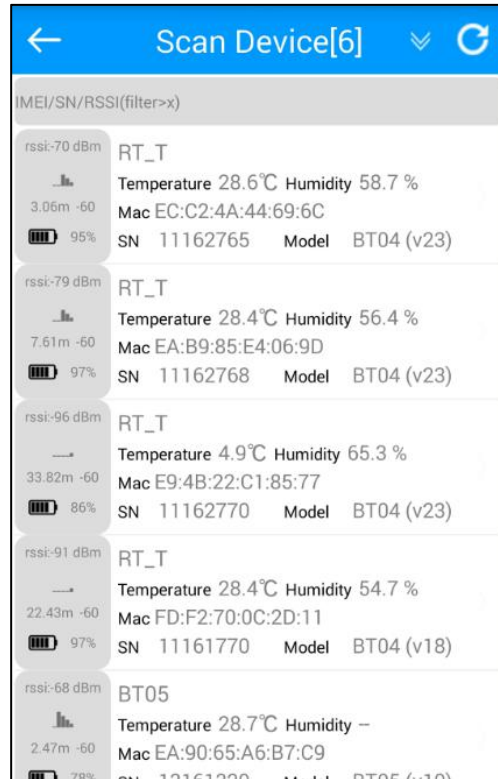 Scan Device[6]
IMEI/SN/RSSI(filter>x)
rssi:-70 dBm
3.06m -60
95%
RT_T
Temperature 28.6℃ Humidity 58.7 %
Mac EC:C2:4A:44:69:6C
SN 11162765 Model BT04 (v23)
rssi:-79 dBm
7.61m -60
97%
RT_T
Temperature 28.4℃ Humidity 56.4 %
Mac EA:B9:85:E4:06:9D
SN 11162768 Model BT04 (v23)
rssi:-96 dBm
33.82m -60
86%
RT_T
Temperature 4.9℃ Humidity 65.3 %
Mac E9:4B:22:C1:85:77
SN 11162770 Model BT04 (v23)
rssi:-91 dBm
22.43m -60
97%
RT_T
Temperature 28.4℃ Humidity 54.7 %
Mac FD:F2:70:0C:2D:11
SN 11161770 Model BT04 (v18)
rssi:-68 dBm
2.47m -60
78%
BT05
Temperature 28.7℃ Humidity --
Mac EA:90:65:A6:B7:C9
SN Model BT05